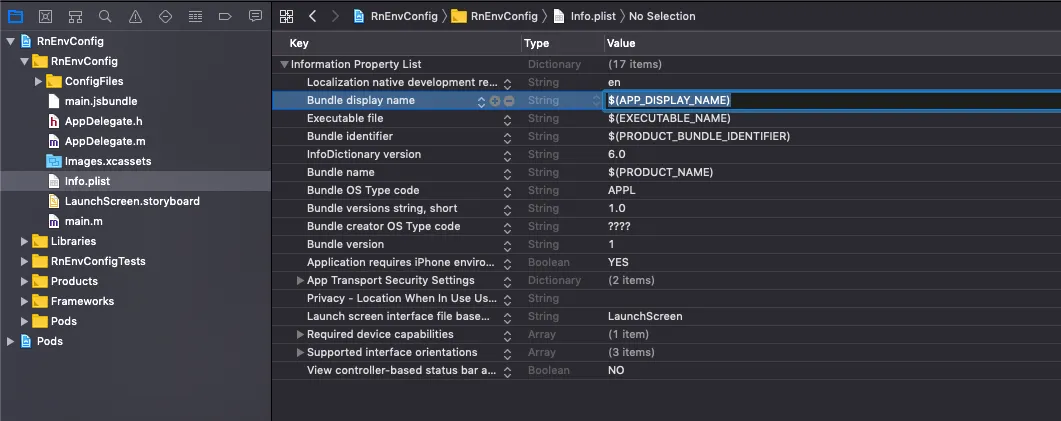 RnEnvConfig RnEnvConfig Info.plist No Selection
RnEnvConfig
RnEnvConfig
ConfigFiles
main.jsbundle
h AppDelegate.h
m AppDelegate.m
Images.xcassets
Info.plist
LaunchScreen.storyboard
m main.m
Libraries
RnEnvConfigTests
Products
Frameworks
Pods
Pods
Key Type Value
Information Property List Dictionary (17 items)
Localization native development re... String en
Bundle display name String $(APP_DISPLAY_NAME)
Executable file String $(EXECUTABLE_NAME)
Bundle identifier String $(PRODUCT_BUNDLE_IDENTIFIER)
InfoDictionary version String 6.0
Bundle name String $(PRODUCT_NAME)
Bundle OS Type code String APPL
Bundle versions string, short String 1.0
Bundle creator OS Type code String ????
Bundle version String 1
Application requires iPhone enviro... Boolean YES
App Transport Security Settings Dictionary (2 items)
Privacy - Location When In Use Us... String
Launch screen interface file base... String LaunchScreen
Required device capabilities Array (1 item)
Supported interface orientations Array (3 items)
View controller-based status bar a... Boolean NO